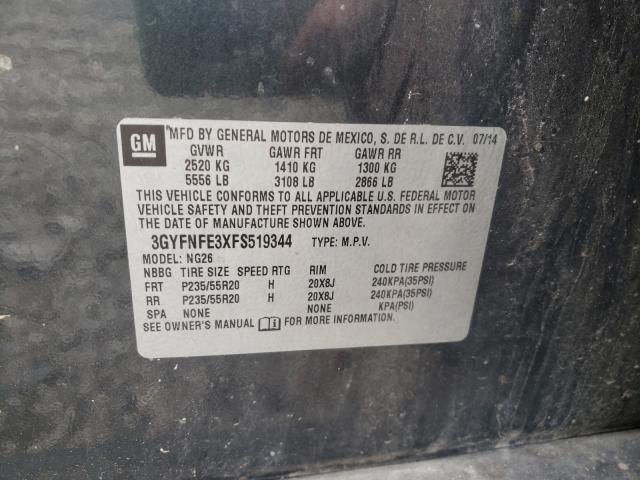 GM
MFD BY GENERAL MOTORS DE MEXICO, S. DE R.L. DE C.V. 07/14
GVWR GAWR FRT GAWR RR
2520 KG 1410 KG 1300 KG
5556 LB 3108 LB 2866 LB
THIS VEHICLE CONFORMS TO ALL APPLICABLE U.S. FEDERAL MOTOR
VEHICLE SAFETY AND THEFT PREVENTION STANDARDS IN EFFECT ON
THE DATE OF MANUFACTURE SHOWN ABOVE.
3GYFNFE3XFS519344 TYPE: M.P.V.
MODEL: NG26
NBBG TIRE SIZE SPEED RTG RIM COLD TIRE PRESSURE
FRT P235/55R20 H 20X8J 240KPA(35PSI)
RR P235/55R20 H 20X8J 240KPA(35PSI)
SPA NONE NONE KPA(PSI)
SEE OWNER'S MANUAL FOR MORE INFORMATION.